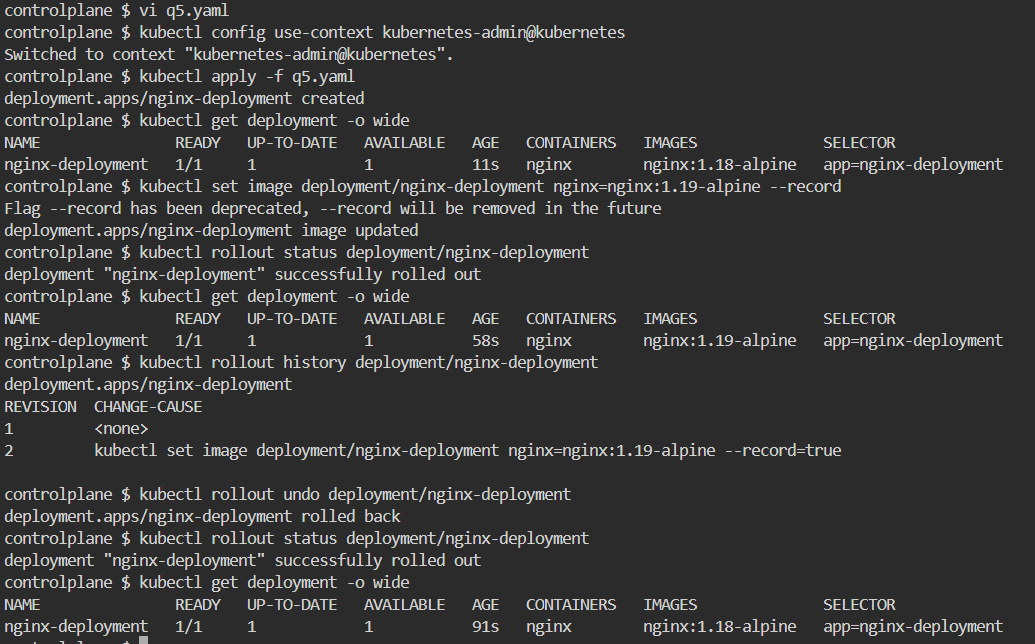 controlplane $ vi q5.yaml
controlplane $ kubectl config use-context kubernetes-admin@kubernetes
Switched to context "kubernetes-admin@kubernetes".
controlplane $ kubectl apply -f q5.yaml
deployment.apps/nginx-deployment created
controlplane $ kubectl get deployment -o wide
NAME               READY   UP-TO-DATE   AVAILABLE   AGE   CONTAINERS   IMAGES              SELECTOR
nginx-deployment   1/1     1            1           11s   nginx        nginx:1.18-alpine   app=nginx-deployment
controlplane $ kubectl set image deployment/nginx-deployment nginx=nginx:1.19-alpine --record
Flag --record has been deprecated, --record will be removed in the future
deployment.apps/nginx-deployment image updated
controlplane $ kubectl rollout status deployment/nginx-deployment
deployment "nginx-deployment" successfully rolled out
controlplane $ kubectl get deployment -o wide
NAME               READY   UP-TO-DATE   AVAILABLE   AGE   CONTAINERS   IMAGES              SELECTOR
nginx-deployment   1/1     1            1           58s   nginx        nginx:1.19-alpine   app=nginx-deployment
controlplane $ kubectl rollout history deployment/nginx-deployment
deployment.apps/nginx-deployment
REVISION  CHANGE-CAUSE
1         <none>
2         kubectl set image deployment/nginx-deployment nginx=nginx:1.19-alpine --record=true
controlplane $ kubectl rollout undo deployment/nginx-deployment
deployment.apps/nginx-deployment rolled back
controlplane $ kubectl rollout status deployment/nginx-deployment
deployment "nginx-deployment" successfully rolled out
controlplane $ kubectl get deployment -o wide
NAME               READY   UP-TO-DATE   AVAILABLE   AGE   CONTAINERS   IMAGES              SELECTOR
nginx-deployment   1/1     1            1           91s   nginx        nginx:1.18-alpine   app=nginx-deployment